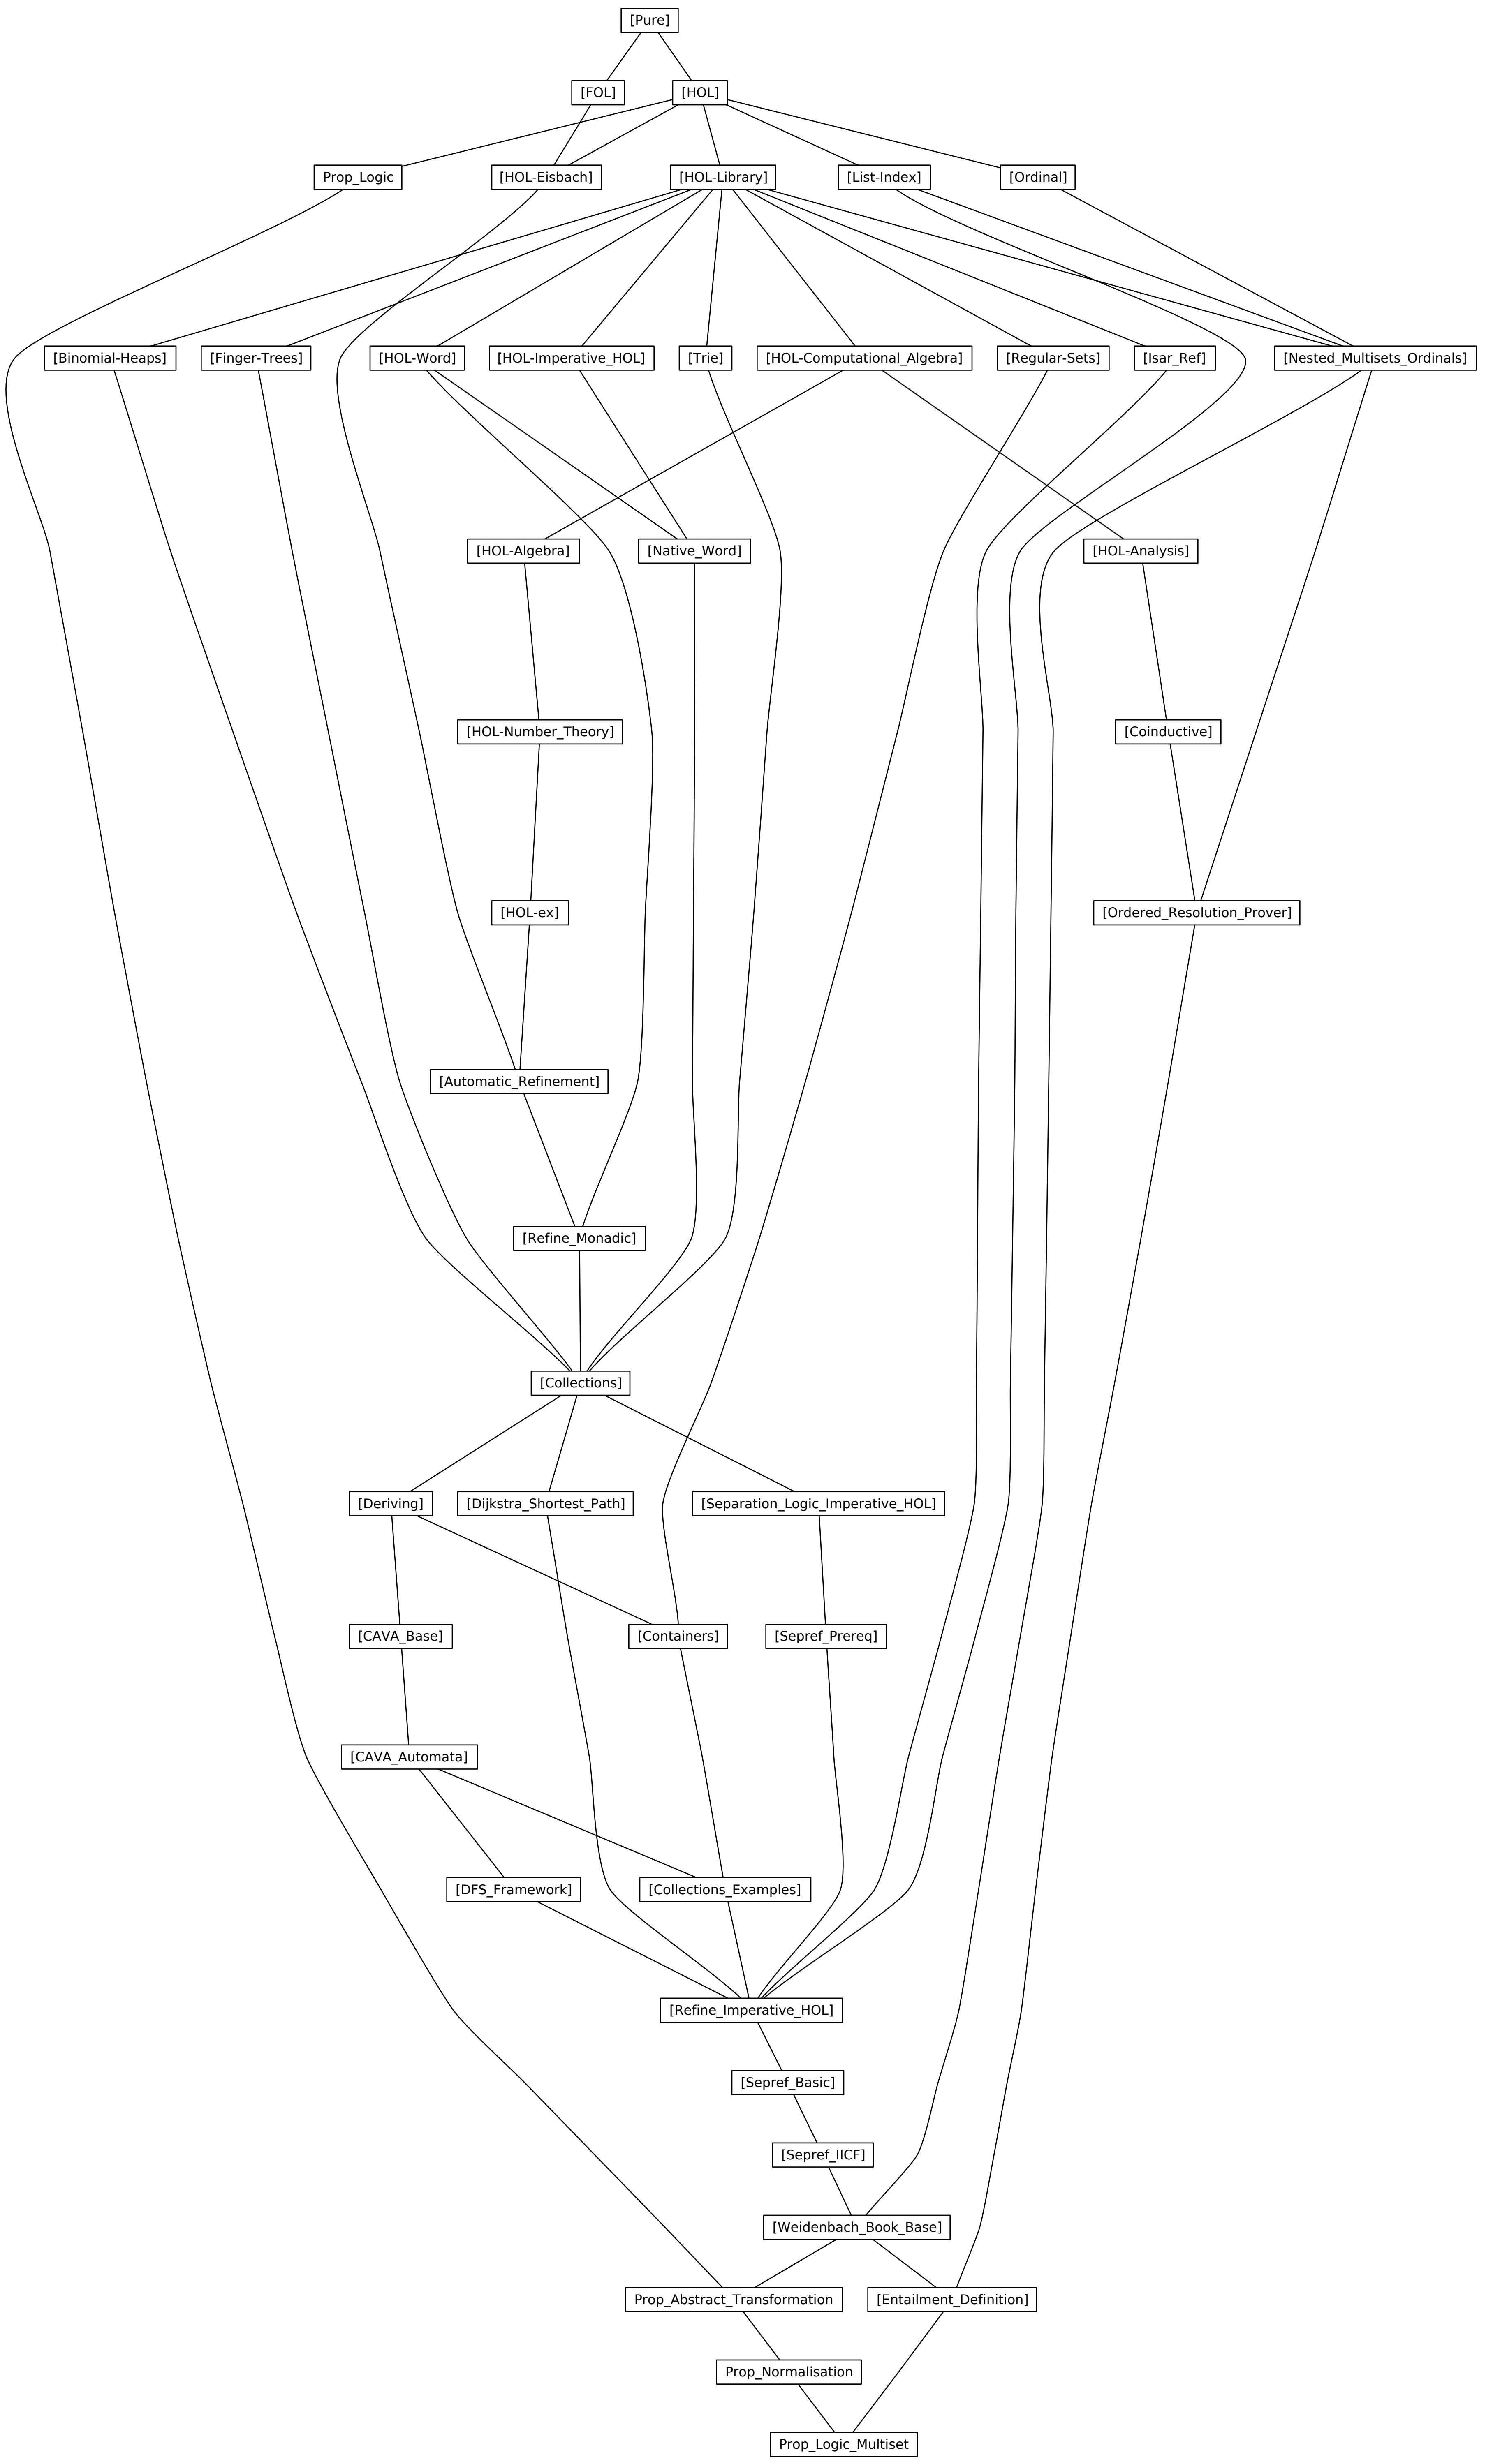 [Pure]
[FOL]
[HOL]
Prop_Logic
[HOL-Eisbach]
[HOL-Library]
[List-Index]
[Ordinal]
[Binomial-Heaps]
[Finger-Trees]
[HOL-Word]
[HOL-Imperative_HOL]
[Trie]
[HOL-Computational_Algebra]
[Regular-Sets]
[Isar_Ref]
[Nested_Multisets_Ordinals]
[HOL-Algebra]
[Native_Word]
[HOL-Analysis]
[HOL-Number_Theory]
[Coinductive]
[HOL-ex]
[Ordered_Resolution_Prover]
[Automatic_Refinement]
[Refine_Monadic]
[Collections]
[Deriving]
[Dijkstra_Shortest_Path]
[Separation_Logic_Imperative_HOL]
[CAVA_Base]
[Containers]
[Sepref_Prereq]
[CAVA_Automata]
[DFS_Framework]
[Collections_Examples]
[Refine_Imperative_HOL]
[Sepref_Basic]
[Sepref_IICF]
[Weidenbach_Book_Base]
Prop_Abstract_Transformation
[Entailment_Definition]
Prop_Normalisation
Prop_Logic_Multiset